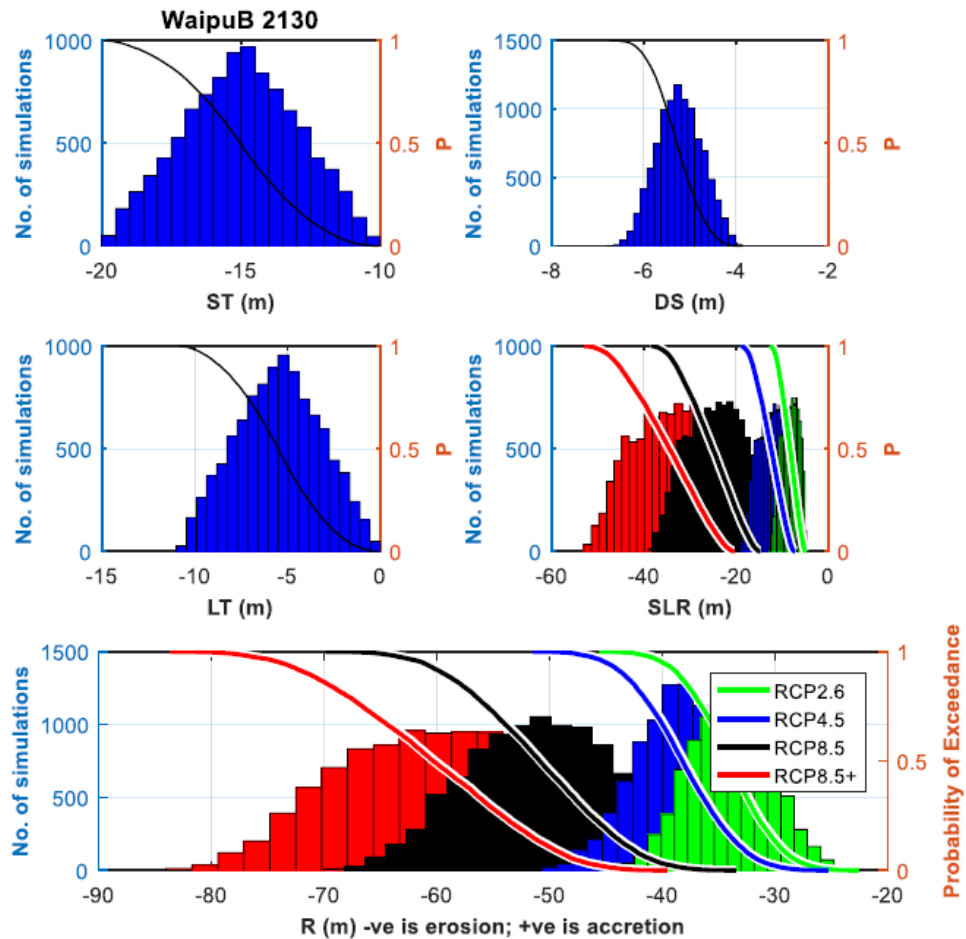 WaipuB 2130
1000
500
0
No. of simulations
1
0.5
0
P
-20
-15
-10
ST (m)
1500
1000
500
0
No. of simulations
1
0.5
0
P
-8
-6
-4
-2
DS (m)
1000
500
0
No. of simulations
1
0.5
0
P
-15
-10
-5
0
LT (m)
1000
500
0
No. of simulations
1
0.5
0
P
-60
-40
-20
0
SLR (m)
1500
1000
500
0
No. of simulations
RCP2.6
RCP4.5
RCP8.5
RCP8.5+
1
0.5
0
Probability of Exceedance
-90
-80
-70
-60
-50
-40
-30
-20
R (m) -ve is erosion; +ve is accretion